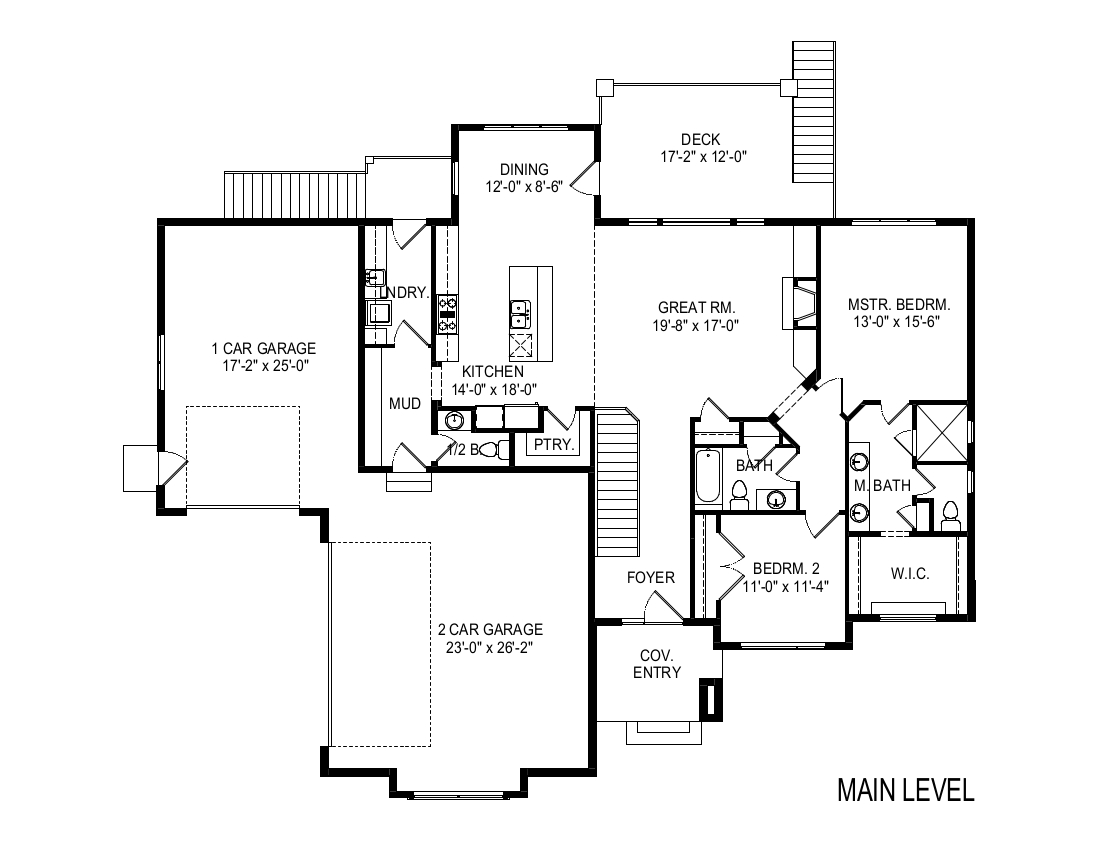 DECK
17'-2" x 12'-0"
DINING
12'-0" x 8'-6"
LNDRY.
GREAT RM.
19'-8" x 17'-0"
MSTR. BEDRM.
13'-0" x 15'-6"
1 CAR GARAGE
17'-2" x 25'-0"
KITCHEN
14'-0" x 18'-0"
MUD
1/2 B
PTRY.
BATH
M. BATH
FOYER
BEDRM. 2
11'-0" x 11'-4"
W.I.C.
2 CAR GARAGE
23'-0" x 26'-2"
COV.
ENTRY
MAIN LEVEL